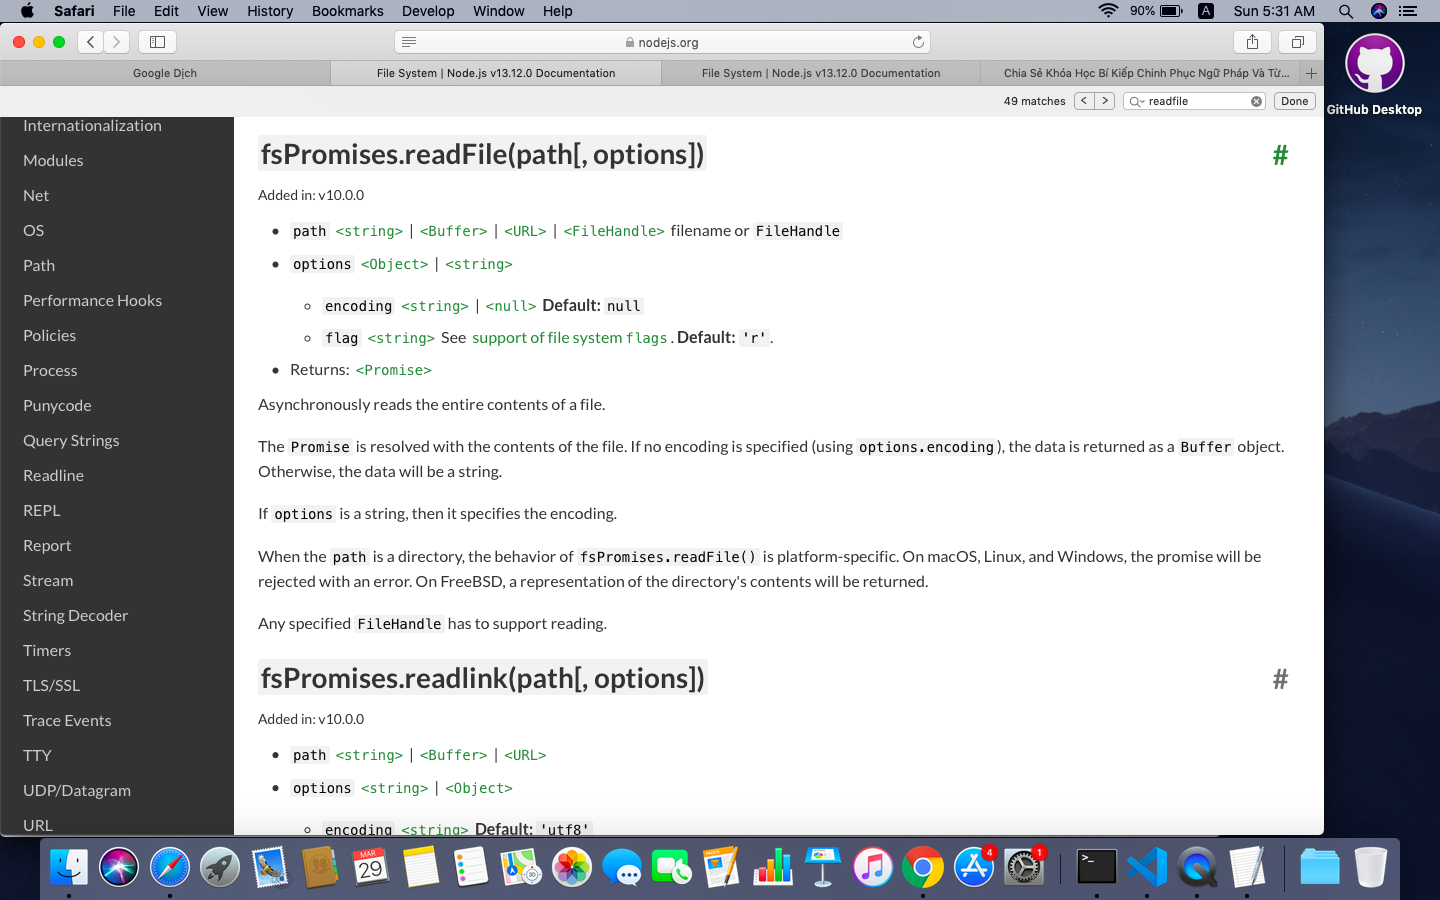 Safari File Edit View History Bookmarks Develop Window Help 90% A Sun 5:31 AM
nodejs.org
Google Dịch
File System | Node.js v13.12.0 Documentation
File System | Node.js v13.12.0 Documentation
Chia Sẻ Khóa Học Bí Kiếp Chinh Phục Ngữ Pháp Và Từ...
49 matches readfile Done
GitHub Desktop
Internationalization
Modules
Net
OS
Path
Performance Hooks
Policies
Process
Punycode
Query Strings
Readline
REPL
Report
Stream
String Decoder
Timers
TLS/SSL
Trace Events
TTY
UDP/Datagram
URL
fsPromises.readFile(path[, options]) #
Added in: v10.0.0
• path <string> | <Buffer> | <URL> | <FileHandle> filename or FileHandle
• options <Object> | <string>
◦ encoding <string> | <null> Default: null
◦ flag <string> See support of file system flags. Default: 'r'.
• Returns: <Promise>
Asynchronously reads the entire contents of a file.
The Promise is resolved with the contents of the file. If no encoding is specified (using options.encoding), the data is returned as a Buffer object.
Otherwise, the data will be a string.
If options is a string, then it specifies the encoding.
When the path is a directory, the behavior of fsPromises.readFile() is platform-specific. On macOS, Linux, and Windows, the promise will be
rejected with an error. On FreeBSD, a representation of the directory's contents will be returned.
Any specified FileHandle has to support reading.
fsPromises.readlink(path[, options]) #
Added in: v10.0.0
• path <string> | <Buffer> | <URL>
• options <string> | <Object>
◦ encoding <string> Default: 'utf8'
MAR
29
30
4
1
>_